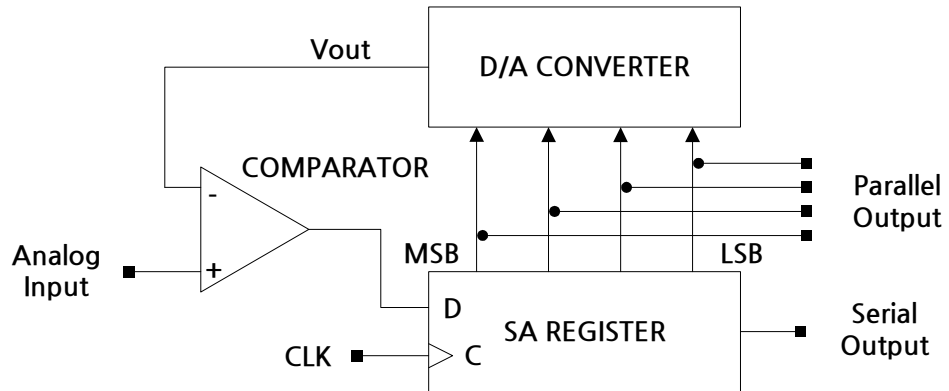 Vout
D/A CONVERTER
COMPARATOR
-
+
Analog
Input
Parallel
Output
MSB
LSB
D
SA REGISTER
CLK
C
Serial
Output